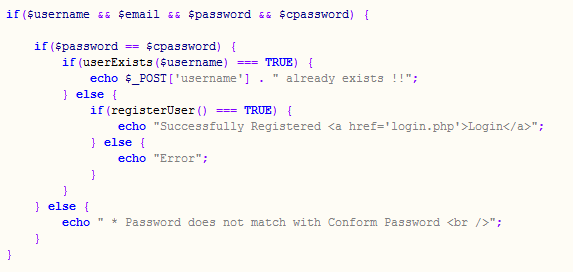 if($username && $email && $password && $cpassword) {
if($password == $cpassword) {
if(userExists($username) === TRUE) {
echo $_POST['username'] . " already exists !!";
} else {
if(registerUser() === TRUE) {
echo "Successfully Registered <a href='login.php'>Login</a>";
} else {
echo "Error";
}
}
} else {
echo " * Password does not match with Conform Password <br />";
}
}